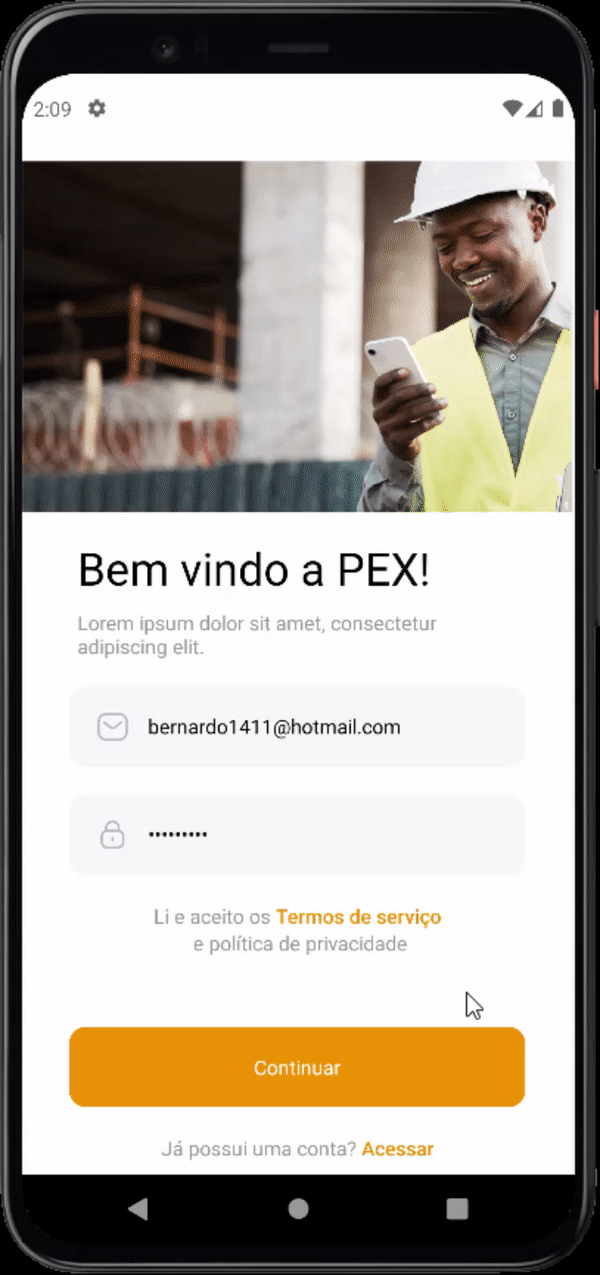 2:09
Bem vindo a PEX!
Lorem ipsum dolor sit amet, consectetur
adipiscing elit.
bernardo1411@hotmail.com
•••••••••
Li e aceito os Termos de serviço
e política de privacidade
Continuar
Já possui uma conta? Acessar